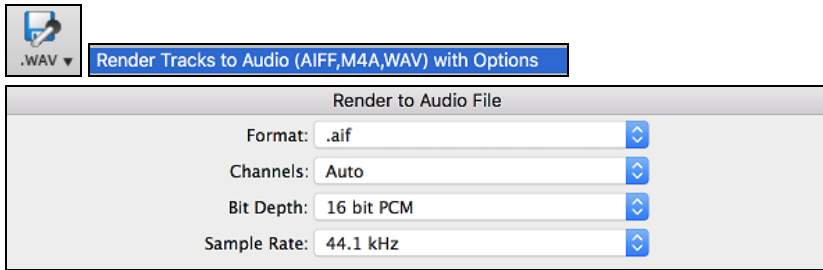 .WAV ▼
Render Tracks to Audio (AIFF,M4A,WAV) with Options
Render to Audio File
Format: .aif
Channels: Auto
Bit Depth: 16 bit PCM
Sample Rate: 44.1 kHz